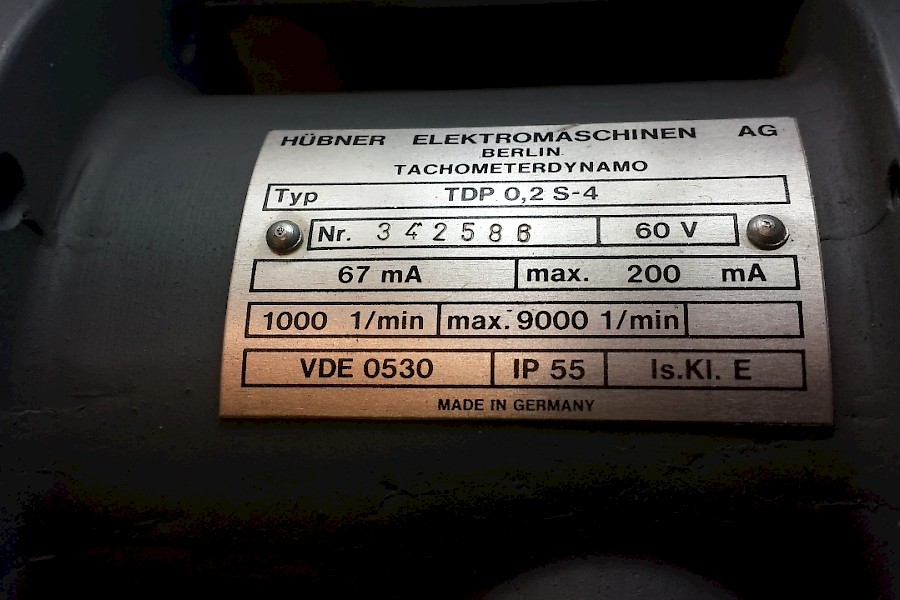 HÜBNER ELEKTROMASCHINEN AG
BERLIN
TACHOMETERDYNAMO
Typ TDP 0,2 S-4
Nr. 342586 60 V
67 mA max. 200 mA
1000 1/min max. 9000 1/min
VDE 0530 IP 55 Is.Kl. E
MADE IN GERMANY